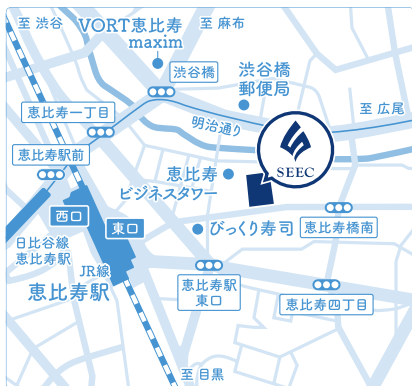 至 渋谷
VORT恵比寿
maxim
至 麻布
渋谷橋
渋谷橋
郵便局
至 広尾
恵比寿一丁目
明治通り
恵比寿駅前
SEEC
恵比寿
ビジネスタワー
西口
東口
びっくり寿司
恵比寿橋南
日比谷線
恵比寿駅
JR線
恵比寿駅
恵比寿駅
東口
恵比寿四丁目
至 目黒